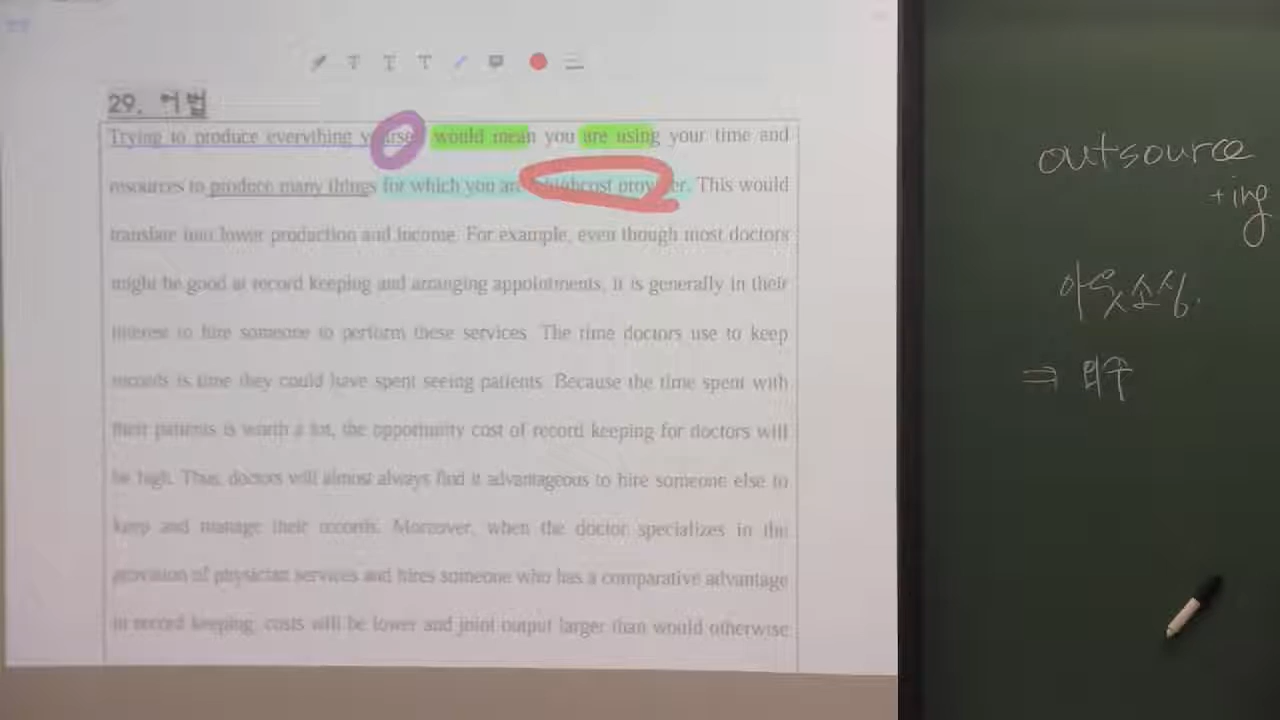 29. 어법
Trying to produce everything would mean you are using your time and
resources to produce many things for which you are a highcost provider. This would
translate into lower production and income. For example, even though most doctors
might be good at record keeping and arranging appointments, it is generally in their
interest to hire someone to perform these services. The time doctors use to keep
records is time they could have spent seeing patients. Because the time spent with
their patients is worth a lot, the opportunity cost of record keeping for doctors will
be high. Thus, doctors will almost always find it advantageous to hire someone else to
keep and manage their records. Moreover, when the doctor specializes in the
provision of physician services and hires someone who has a comparative advantage
in record keeping, costs will be lower and joint output larger than would otherwise
outsource
+ing
아웃소싱.
⇒ 외주